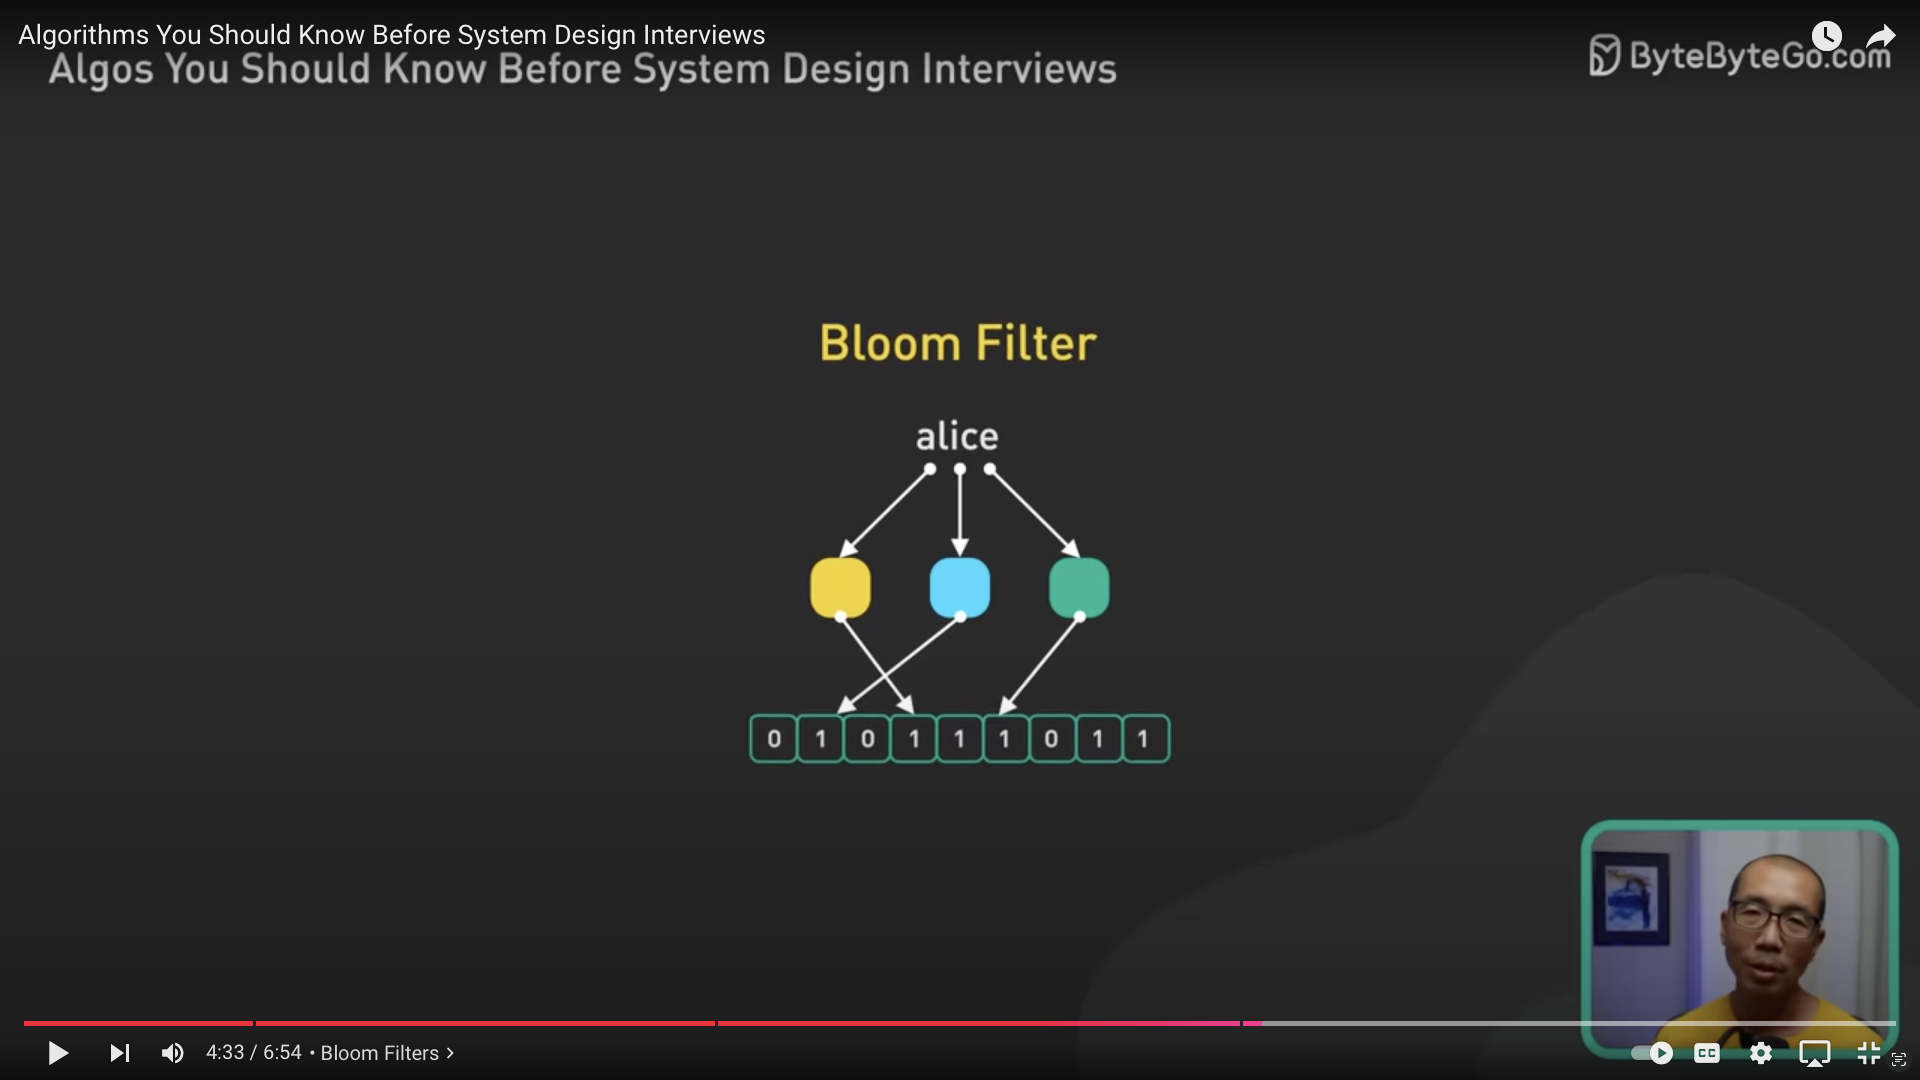 Algorithms You Should Know Before System Design Interviews
Algos You Should Know Before System Design Interviews
ByteByteGo.com
Bloom Filter
alice
0 1 0 1 1 1 0 1 1
4:33 / 6:54 • Bloom Filters >
CC